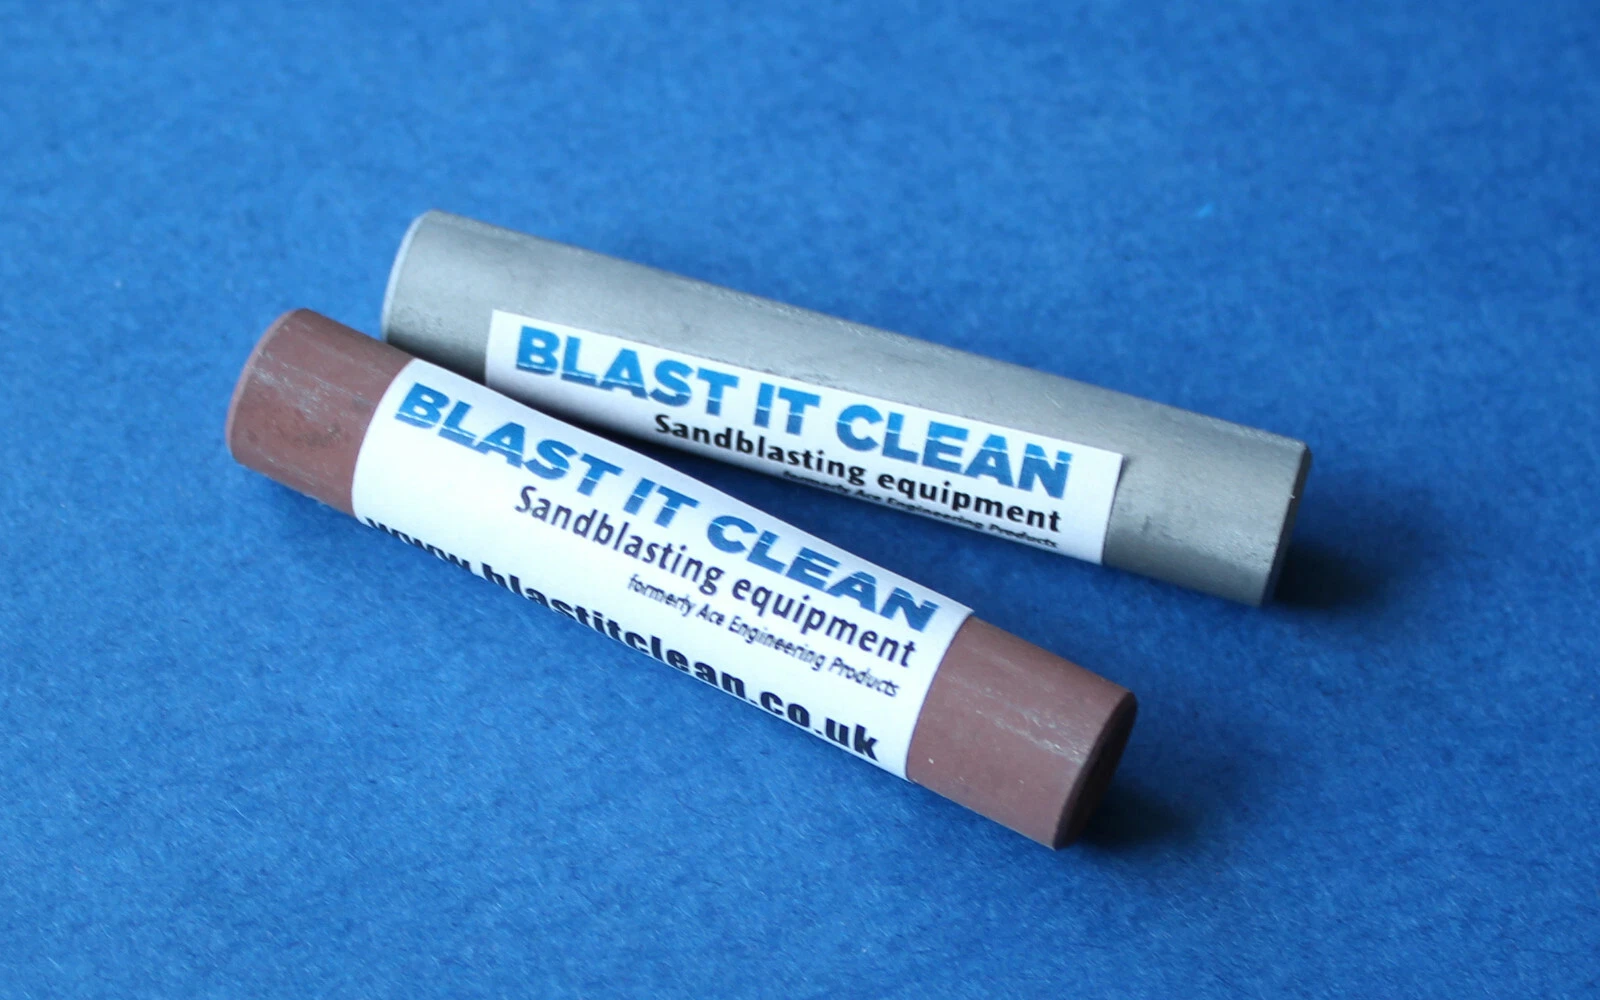 BLAST IT CLEAN
Sandblasting equipment
formerly Ace Engineering Products
BLAST IT CLEAN
Sandblasting equipment
formerly Ace Engineering Products
www.blastitclean.co.uk